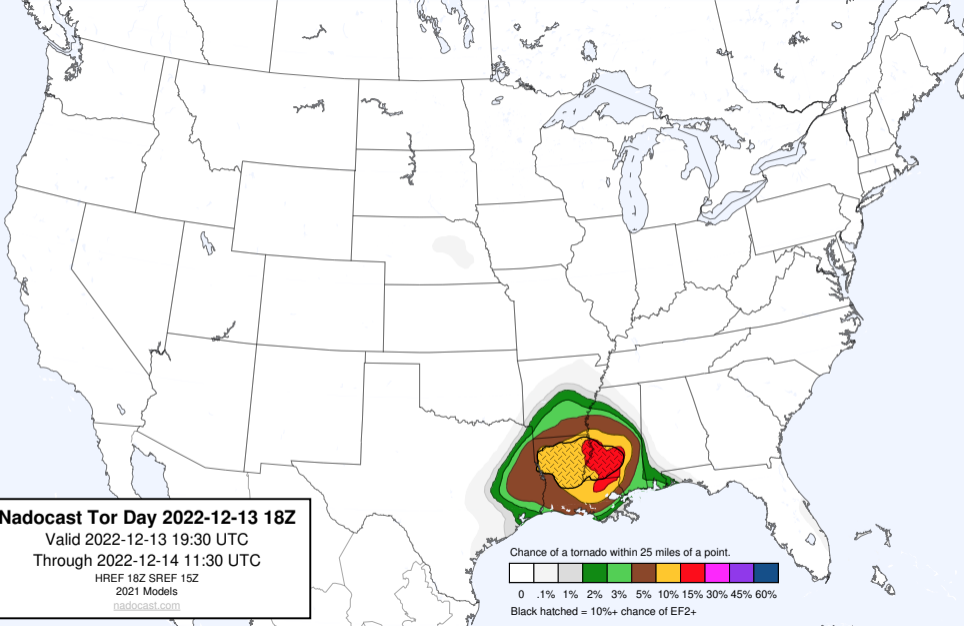 Nadocast Tor Day 2022-12-13 18Z
Valid 2022-12-13 19:30 UTC
Through 2022-12-14 11:30 UTC
HREF 18Z SREF 15Z
2021 Models
nadocast.com
Chance of a tornado within 25 miles of a point.
0 .1% 1% 2% 3% 5% 10% 15% 30% 45% 60%
Black hatched = 10%+ chance of EF2+